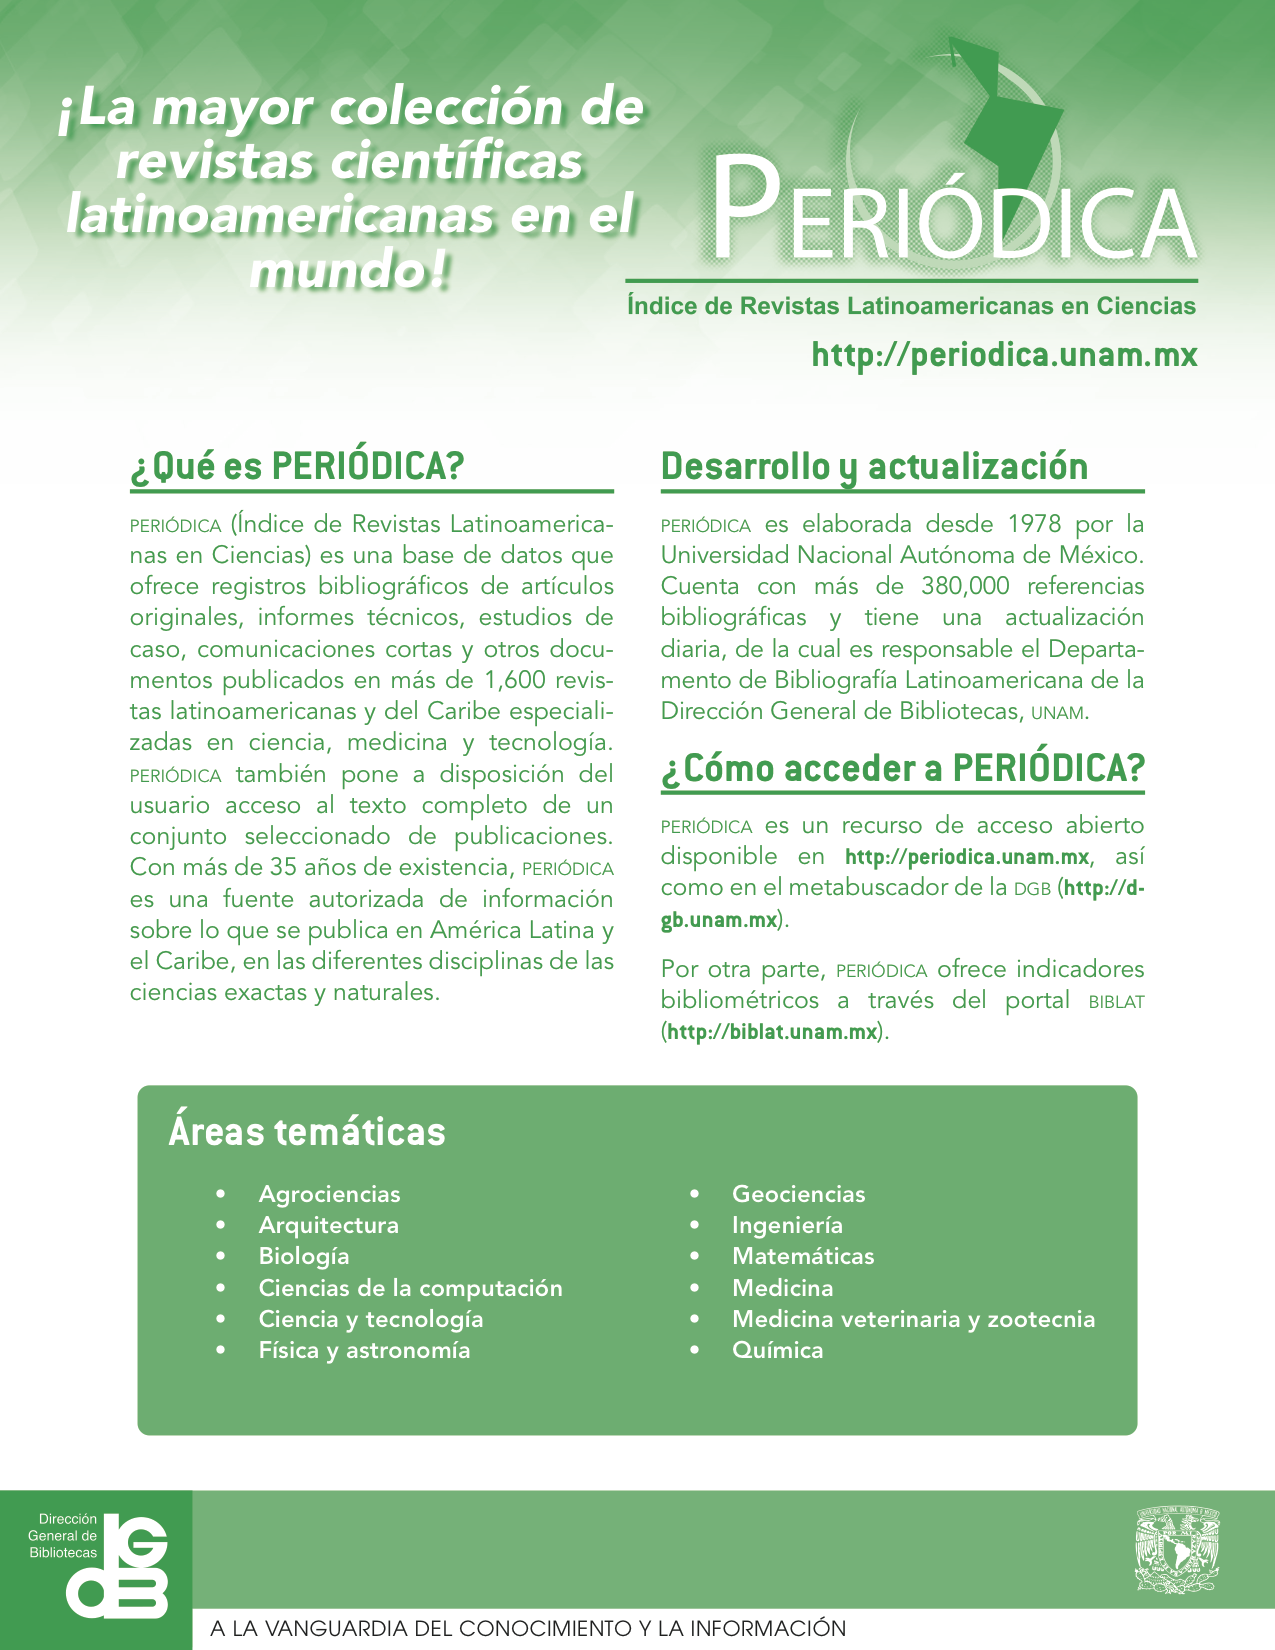 ¡La mayor colección de
revistas científicas
latinoamericanas en el
mundo!
PERIÓDICA
Índice de Revistas Latinoamericanas en Ciencias
http://periodica.unam.mx
¿Qué es PERIÓDICA?
PERIÓDICA (Índice de Revistas Latinoamerica-
nas en Ciencias) es una base de datos que
ofrece registros bibliográficos de artículos
originales, informes técnicos, estudios de
caso, comunicaciones cortas y otros docu-
mentos publicados en más de 1,600 revis-
tas latinoamericanas y del Caribe especiali-
zadas en ciencia, medicina y tecnología.
PERIÓDICA también pone a disposición del
usuario acceso al texto completo de un
conjunto seleccionado de publicaciones.
Con más de 35 años de existencia, PERIÓDICA
es una fuente autorizada de información
sobre lo que se publica en América Latina y
el Caribe, en las diferentes disciplinas de las
ciencias exactas y naturales.
Desarrollo y actualización
PERIÓDICA es elaborada desde 1978 por la
Universidad Nacional Autónoma de México.
Cuenta con más de 380,000 referencias
bibliográficas y tiene una actualización
diaria, de la cual es responsable el Departa-
mento de Bibliografía Latinoamericana de la
Dirección General de Bibliotecas, UNAM.
¿Cómo acceder a PERIÓDICA?
PERIÓDICA es un recurso de acceso abierto
disponible en http://periodica.unam.mx, así
como en el metabuscador de la DGB (http://d-
gb.unam.mx).
Por otra parte, PERIÓDICA ofrece indicadores
bibliométricos a través del portal BIBLAT
(http://biblat.unam.mx).
Áreas temáticas
• Agrociencias
• Arquitectura
• Biología
• Ciencias de la computación
• Ciencia y tecnología
• Física y astronomía
• Geociencias
• Ingeniería
• Matemáticas
• Medicina
• Medicina veterinaria y zootecnia
• Química
Dirección
General de
Bibliotecas
DGB
A LA VANGUARDIA DEL CONOCIMIENTO Y LA INFORMACIÓN